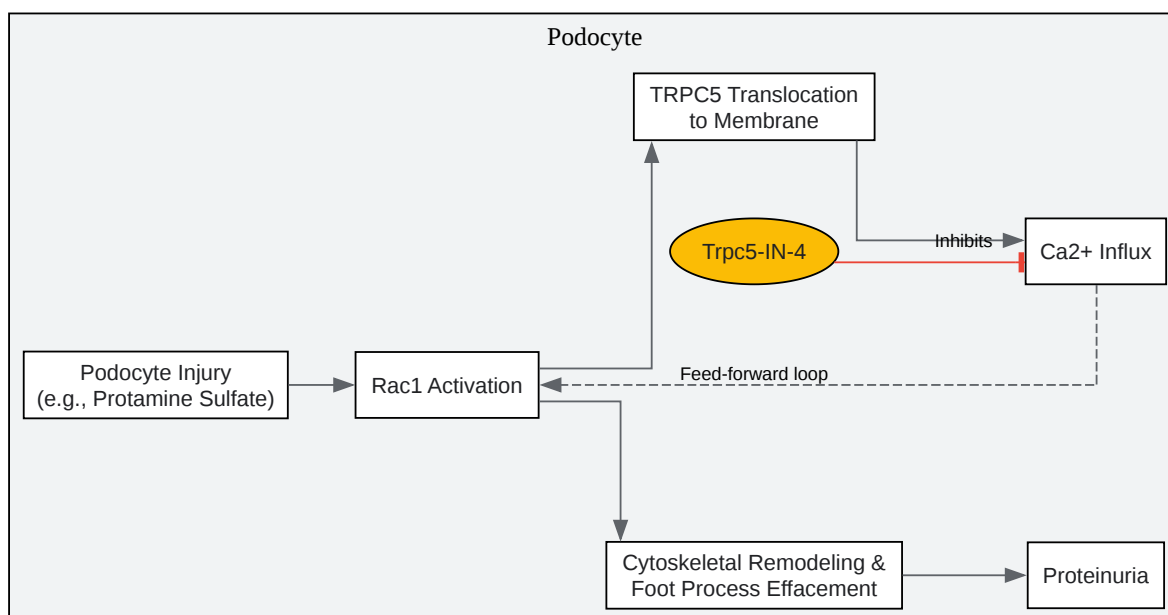 Podocyte
TRPC5 Translocation
to Membrane
Inhibits
Trpc5-IN-4
Ca2+ Influx
Podocyte Injury
(e.g., Protamine Sulfate)
Rac1 Activation
Feed-forward loop
Cytoskeletal Remodeling &
Foot Process Effacement
Proteinuria